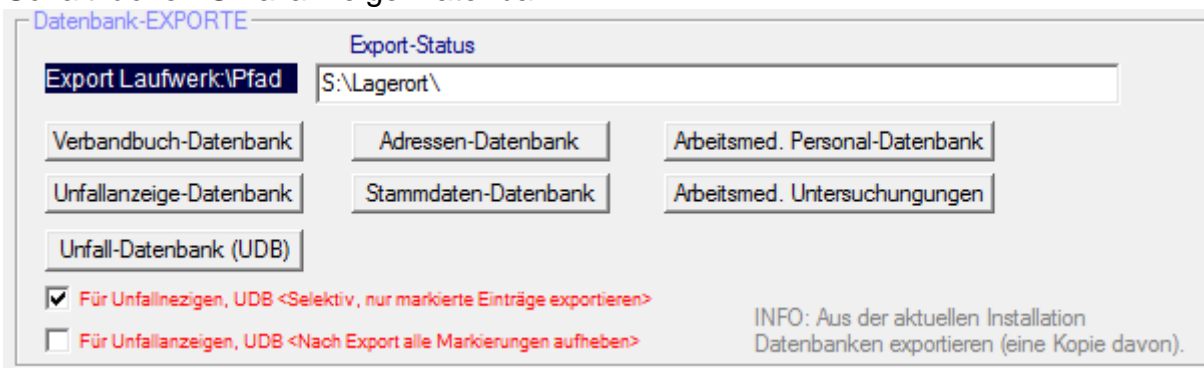 Datenbank-EXPORTE
Export-Status
Export Laufwerk:\Pfad S:\Lagerort\
Verbandbuch-Datenbank Adressen-Datenbank Arbeitsmed. Personal-Datenbank
Unfallanzeige-Datenbank Stammdaten-Datenbank Arbeitsmed. Untersuchungungen
Unfall-Datenbank (UDB)
Für Unfallnezigen, UDB <Selektiv, nur markierte Einträge exportieren>
Für Unfallanzeigen, UDB <Nach Export alle Markierungen aufheben>
INFO: Aus der aktuellen Installation
Datenbanken exportieren (eine Kopie davon).